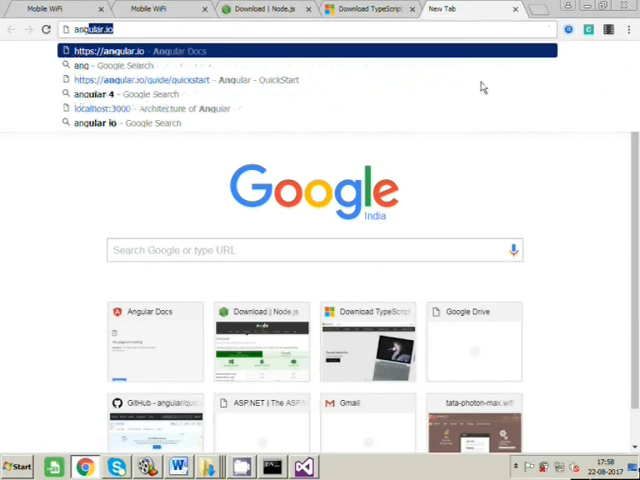 Mobile WiFi
Mobile WiFi
Download | Node.js
Download TypeScript
New Tab
angular.io
https://angular.io - Angular Docs
ang - Google Search
https://angular.io/guide/quickstart - Angular - QuickStart
angular 4 - Google Search
localhost:3000 - Architecture of Angular
angular io - Google Search
Google
India
Search Google or type URL
Angular Docs
Download | Node.js
Download TypeScript
Google Drive
GitHub - angular/quic
ASP.NET | The ASP.
Gmail
tata-photon-max.wifi
Start
17:58
22-08-2017